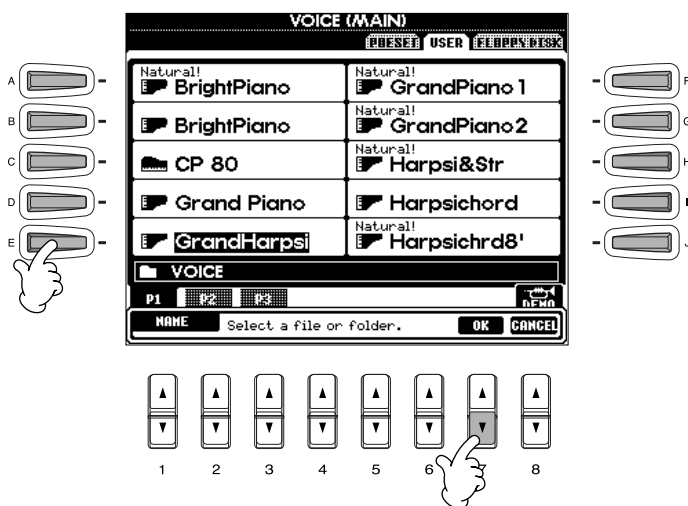 VOICE (MAIN)
PRESET USER FLOPPY DISK
A
B
C
D
E
Natural!
BrightPiano
BrightPiano
CP 80
Grand Piano
GrandHarpsi
Natural!
GrandPiano1
Natural!
GrandPiano2
Natural!
Harpsi&Str
Harpsichord
Natural!
Harpsichrd8'
F
G
H
I
J
VOICE
P1 P2 P3
DEMO
NAME Select a file or folder. OK CANCEL
1 2 3 4 5 6 8